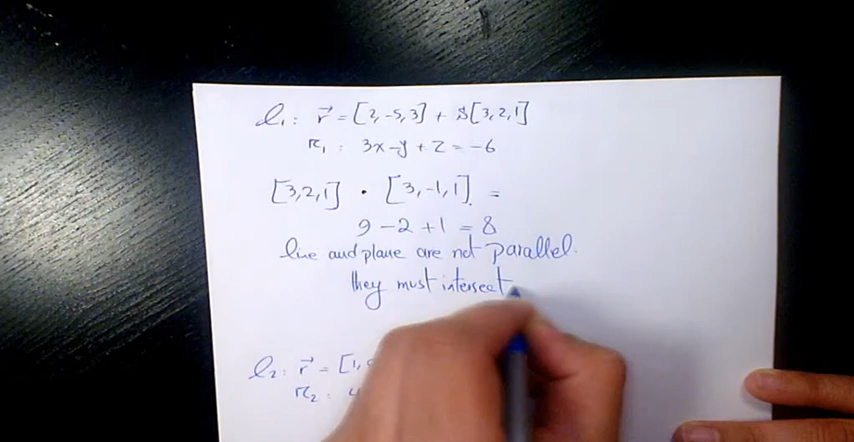 l₁: r⃗ = [2, -5, 3] + s[3, 2, 1]
π₁ : 3x - y + z = -6
[3, 2, 1] • [3, -1, 1] =
9 - 2 + 1 = 8
line and plane are not parallel.
they must intersect
l₂: r⃗ = [1,
π₂ :